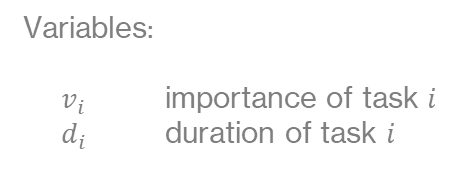 Variables:
vᵢ importance of task i
dᵢ duration of task i